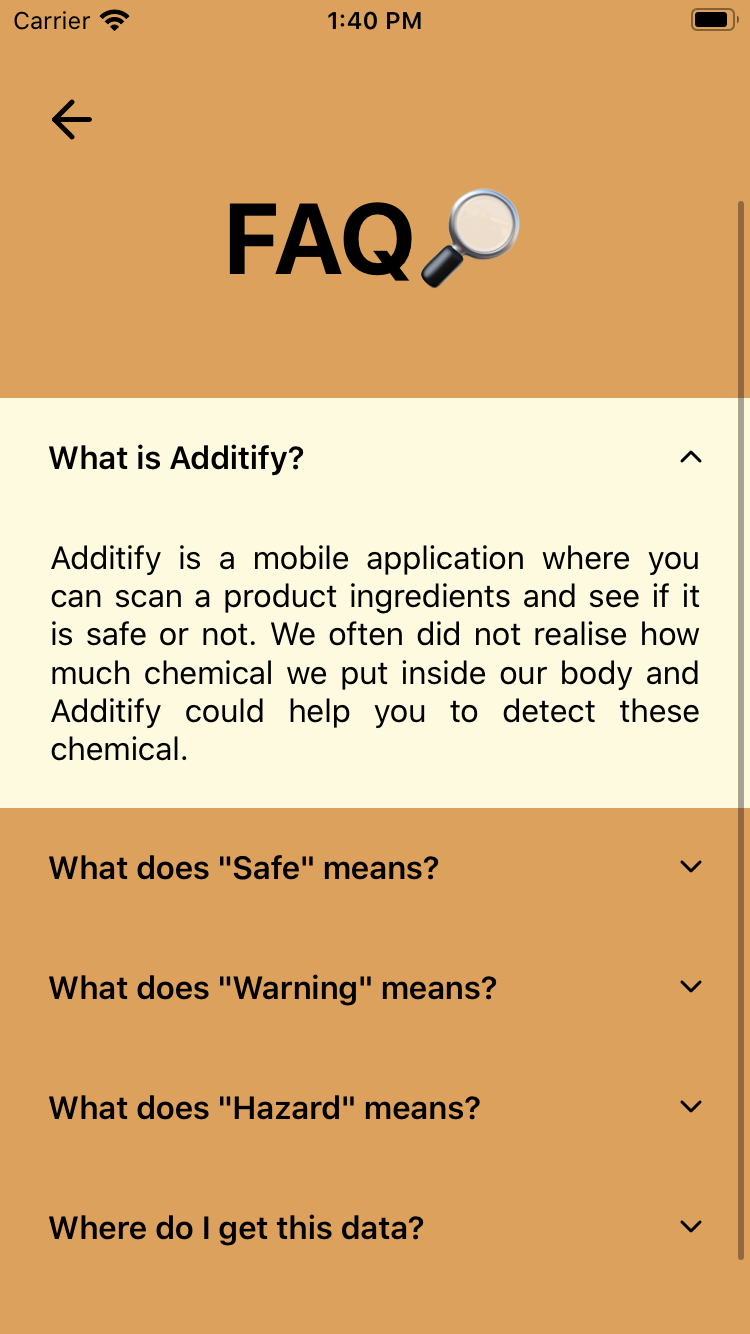 Carrier 1:40 PM
FAQ
What is Additify?
Additify is a mobile application where you
can scan a product ingredients and see if it
is safe or not. We often did not realise how
much chemical we put inside our body and
Additify could help you to detect these
chemical.
What does "Safe" means?
What does "Warning" means?
What does "Hazard" means?
Where do I get this data?